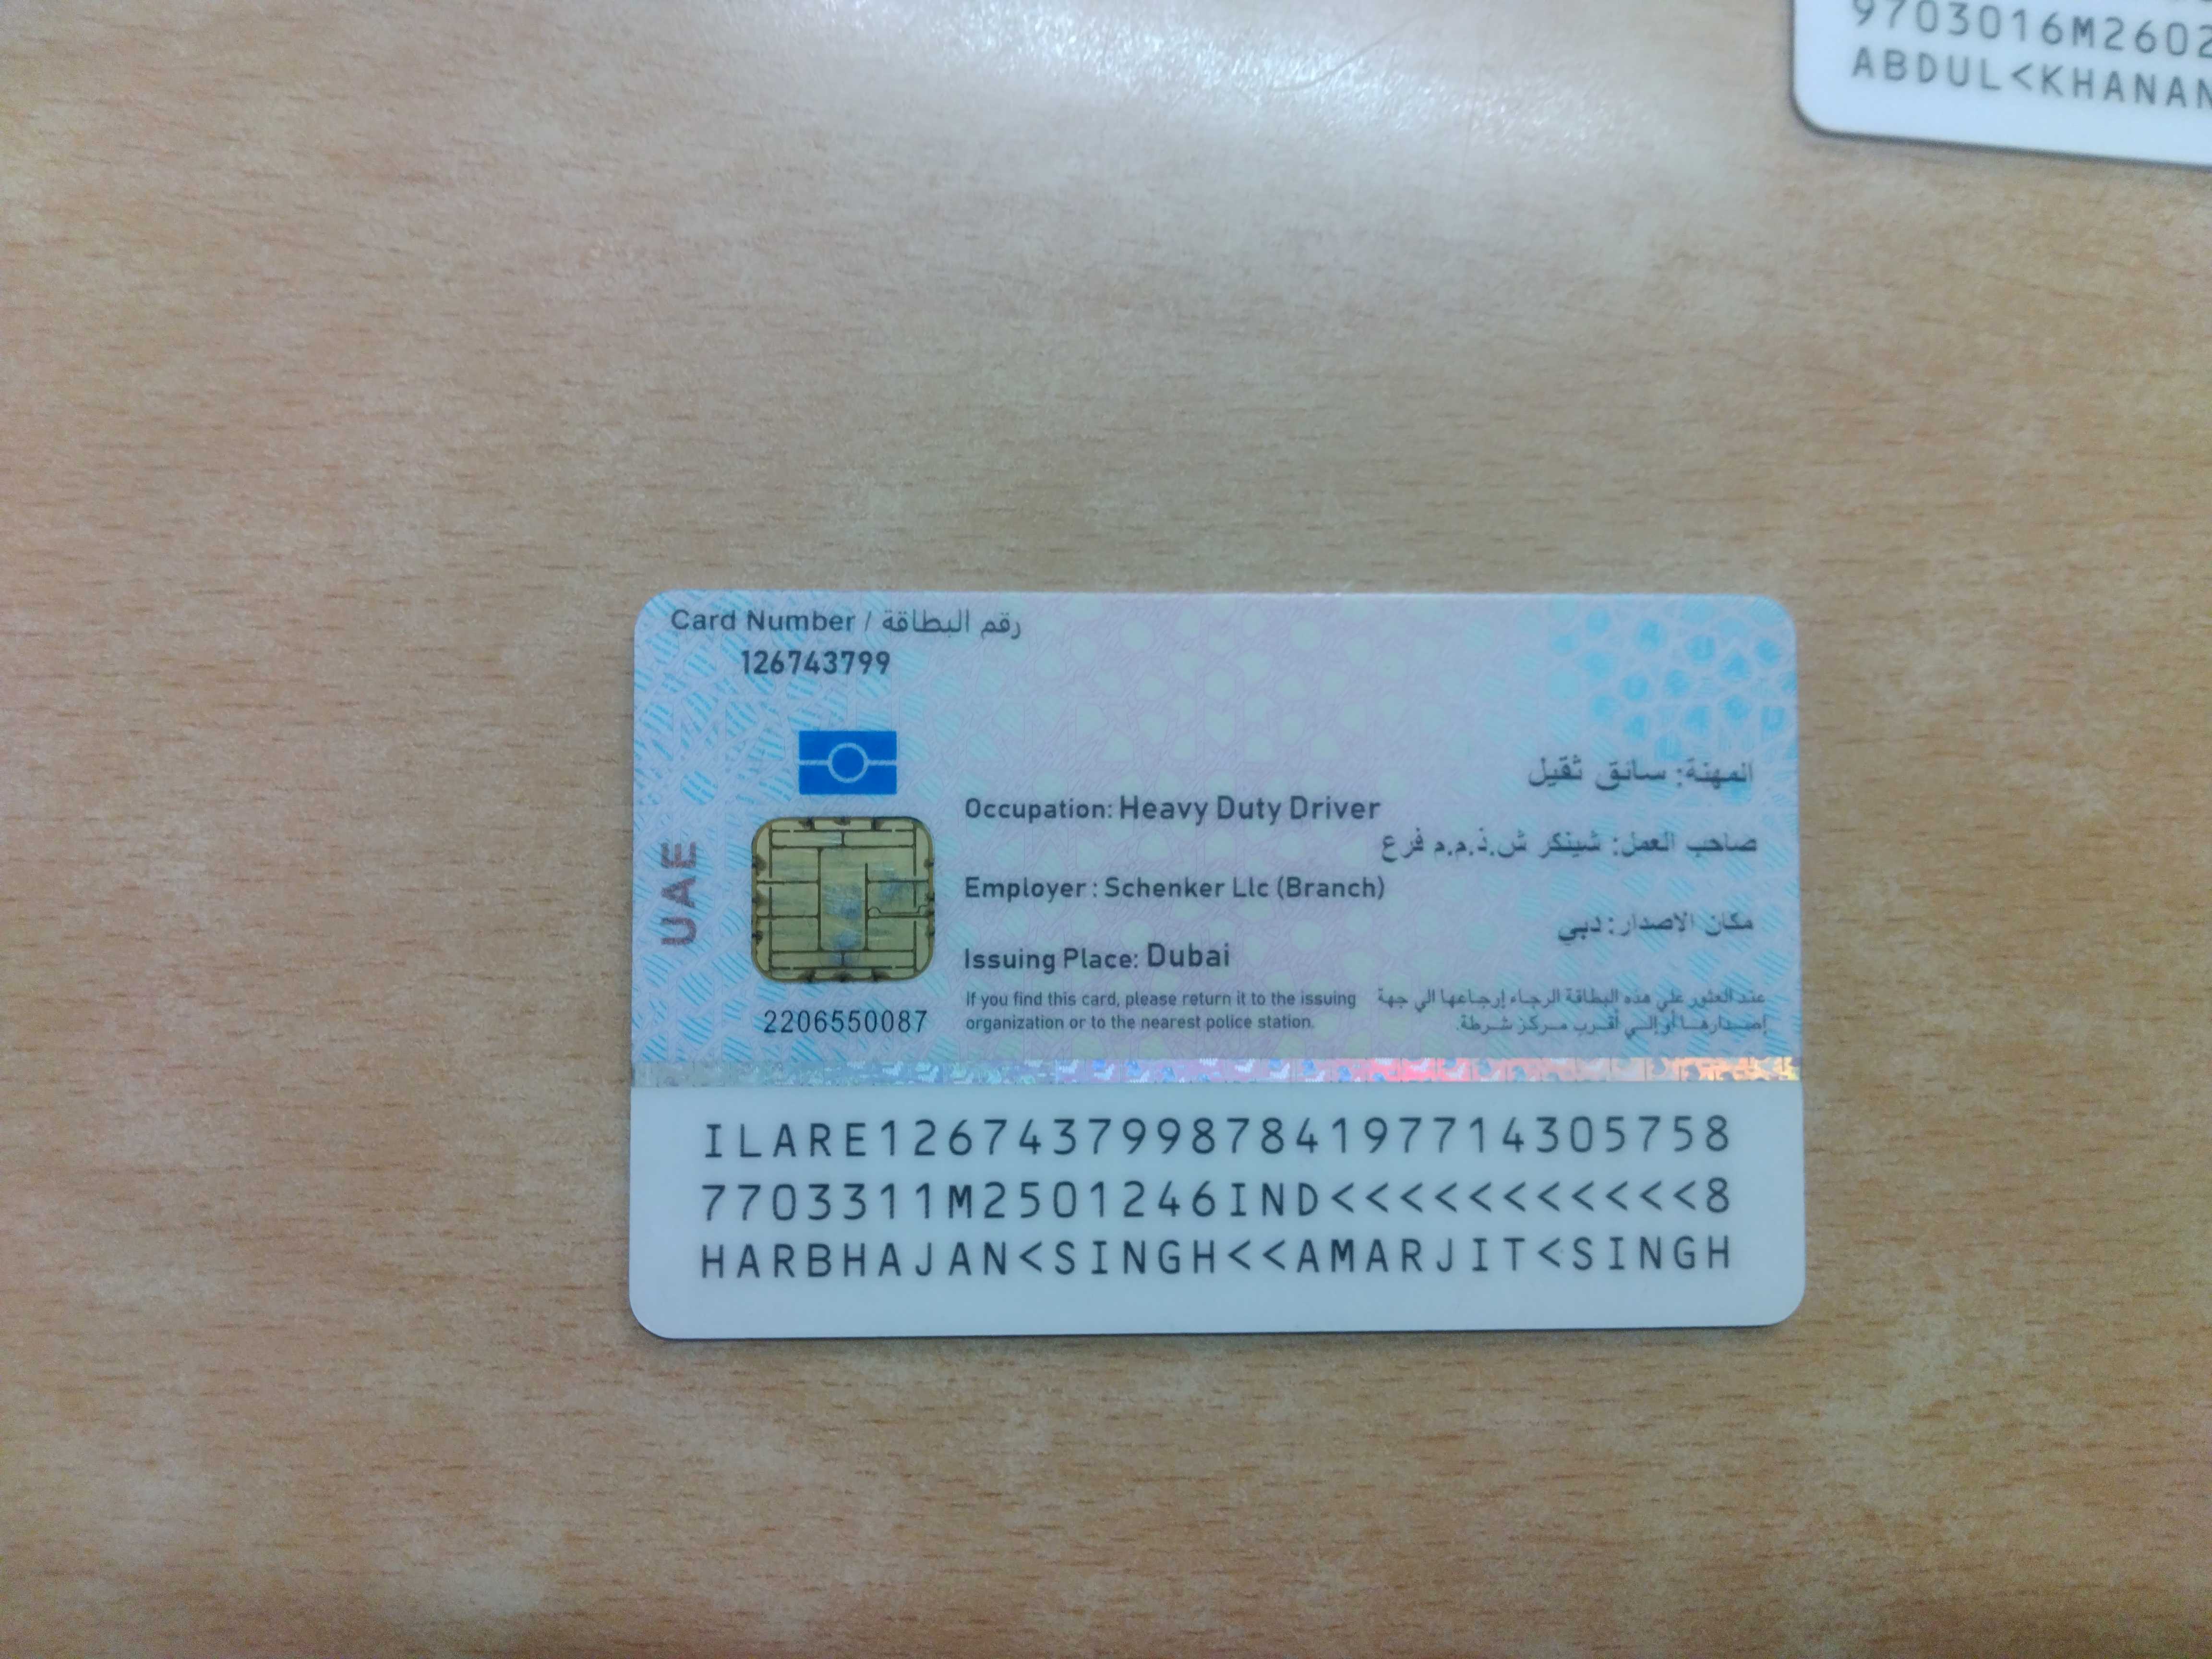 9703016M2602
ABDUL<KHANAN
Card Number / رقم البطاقة
126743799
المهنة: سائق ثقيل
Occupation: Heavy Duty Driver
صاحب العمل: شينكر ش.ذ.م.م فرع
Employer : Schenker Llc (Branch)
مكان الاصدار: دبي
Issuing Place: Dubai
UAE
If you find this card, please return it to the issuing
organization or to the nearest police station.
عند العثور علي هذه البطاقة الرجاء إرجاعها الي جهة
إصدارها أو إلي أقرب مركز شرطة.
2206550087
ILARE1267437998784197714305758
7703311M2501246IND<<<<<<<<<<<8
HARBHAJAN<SINGH<<AMARJIT<SINGH